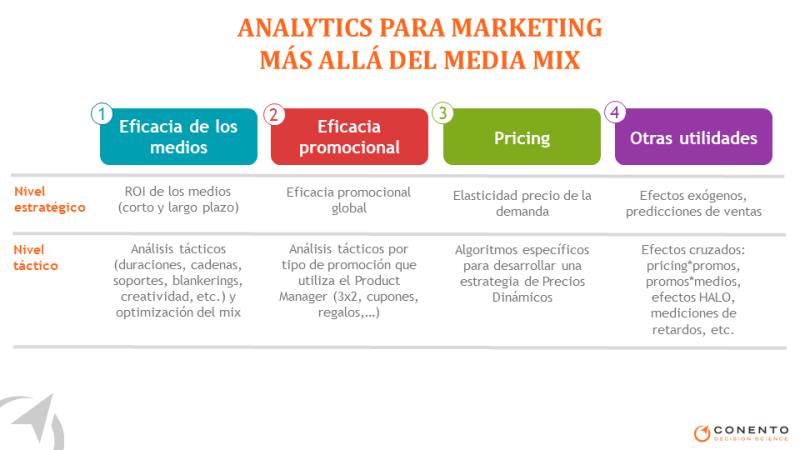 ANALYTICS PARA MARKETING
MÁS ALLÁ DEL MEDIA MIX
1
Eficacia de los
medios
2
Eficacia
promocional
3
Pricing
4
Otras utilidades
Nivel
estratégico
ROI de los medios
(corto y largo plazo)
Eficacia promocional
global
Elasticidad precio de la
demanda
Efectos exógenos,
predicciones de ventas
Nivel
táctico
Análisis tácticos
(duraciones, cadenas,
soportes, blankerings,
creatividad, etc.) y
optimización del mix
Análisis tácticos por
tipo de promoción que
utiliza el Product
Manager (3x2, cupones,
regalos,...)
Algoritmos específicos
para desarrollar una
estrategia de Precios
Dinámicos
Efectos cruzados:
pricing*promos,
promos*medios,
efectos HALO,
mediciones de
retardos, etc.
CONENTO
DECISION SCIENCE